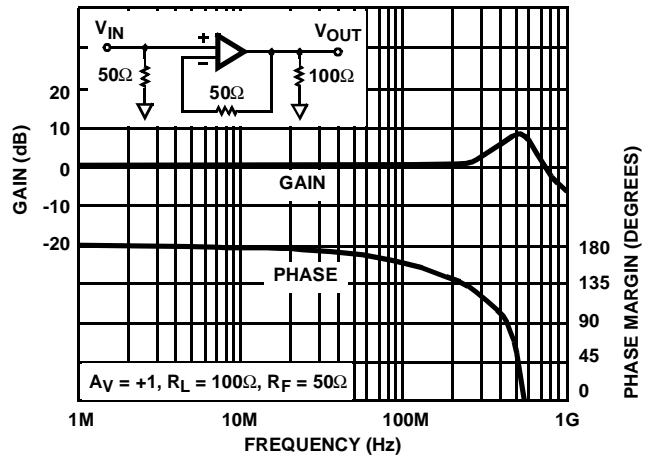 V_IN
V_OUT
+
−
50Ω
50Ω
100Ω
GAIN (dB)
20
10
0
-10
-20
GAIN
PHASE
PHASE MARGIN (DEGREES)
180
135
90
45
0
A_V = +1, R_L = 100Ω, R_F = 50Ω
1M
10M
100M
1G
FREQUENCY (Hz)